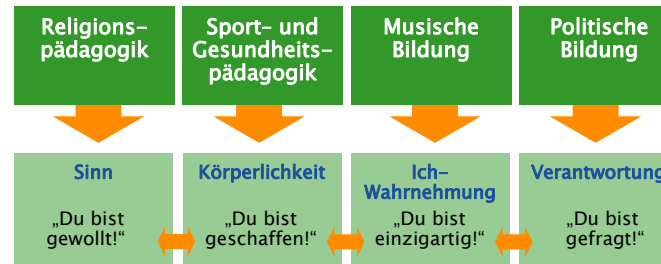 Religions-
pädagogik
Sport- und
Gesundheits-
pädagogik
Musische
Bildung
Politische
Bildung
Sinn
„Du bist
gewollt!“
Körperlichkeit
„Du bist
geschaffen!“
Ich-
Wahrnehmung
„Du bist
einzigartig!“
Verantwortung
„Du bist
gefragt!“